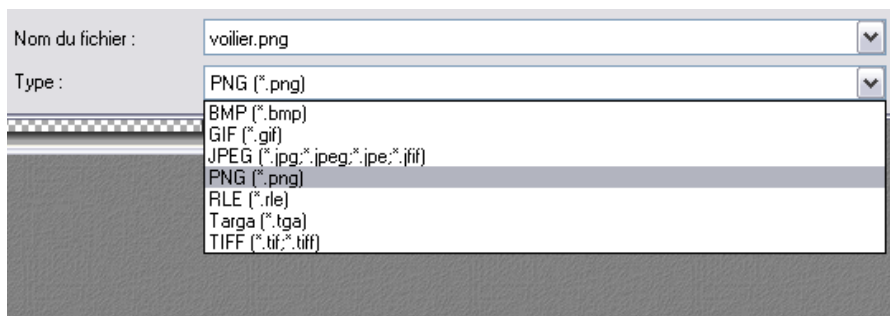 Nom du fichier : voilier.png
Type : PNG (*.png)
BMP (*.bmp)
GIF (*.gif)
JPEG (*.jpg;*.jpeg;*.jpe;*.jfif)
PNG (*.png)
RLE (*.rle)
Targa (*.tga)
TIFF (*.tif;*.tiff)